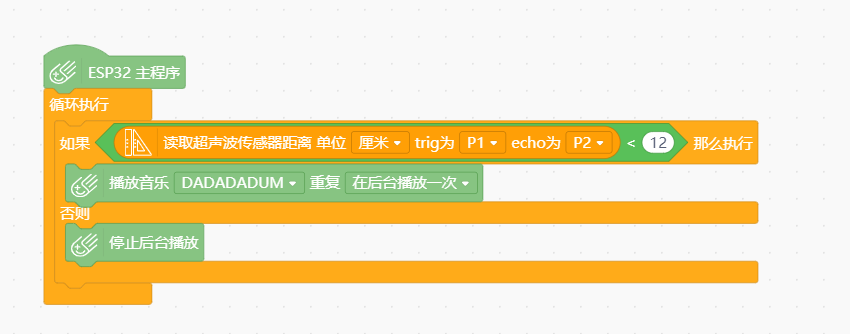 ESP32 主程序
循环执行
如果 读取超声波传感器距离 单位 厘米 trig为 P1 echo为 P2 < 12 那么执行
播放音乐 DADADADUM 重复 在后台播放一次
否则
停止后台播放